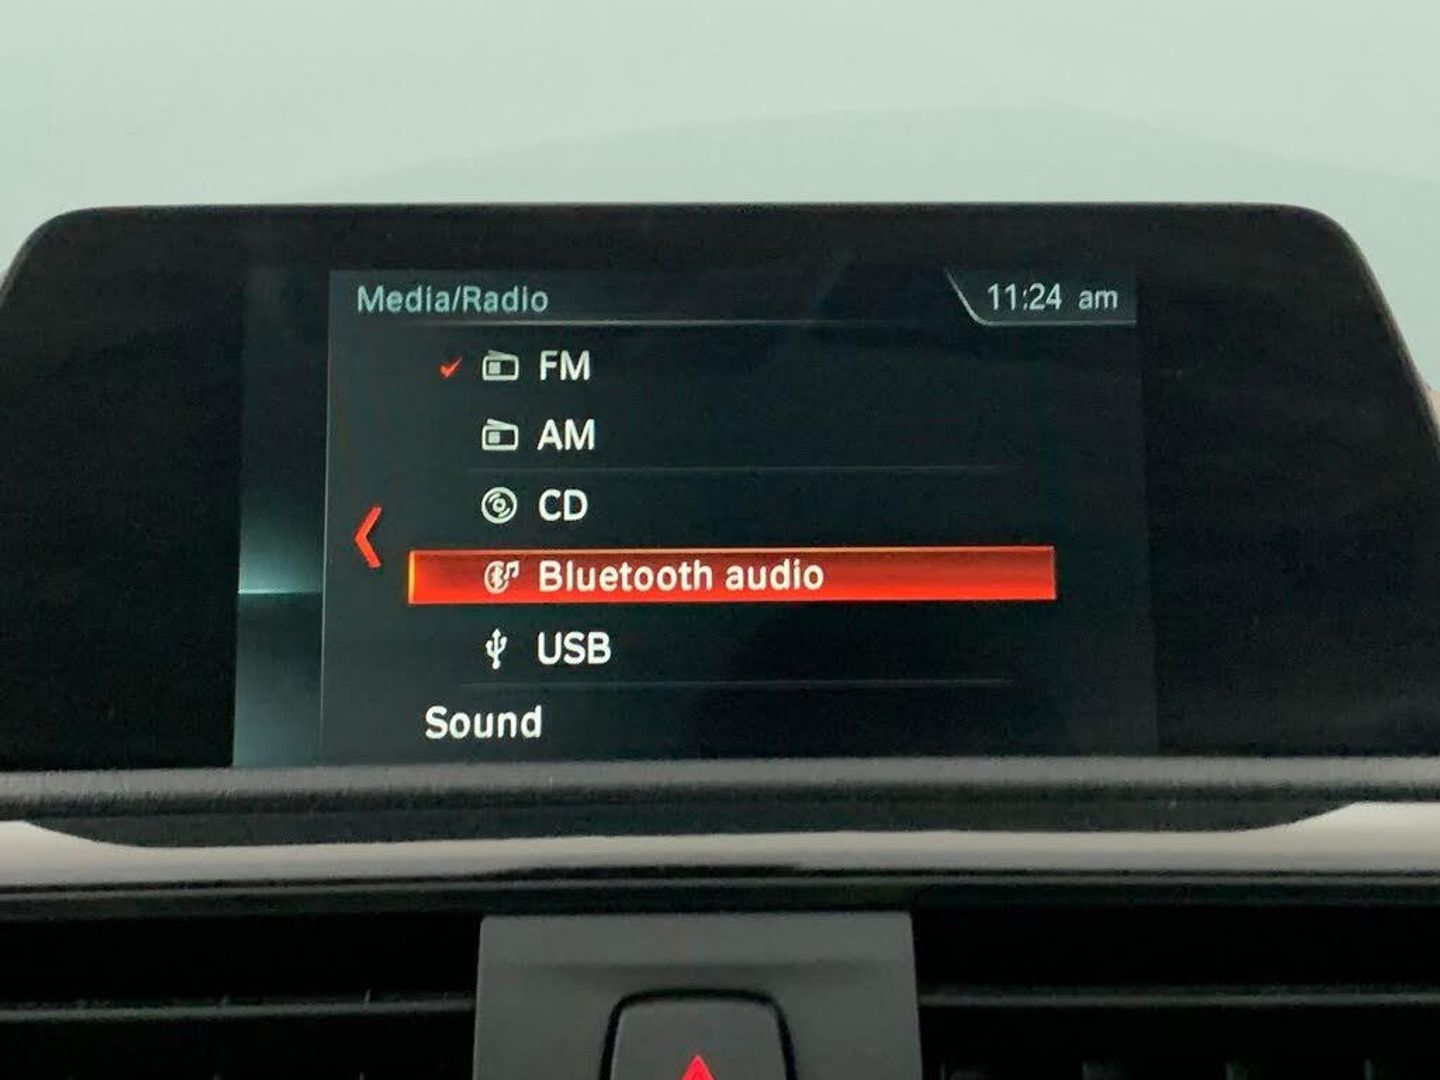 Media/Radio
11:24 am
FM
AM
CD
Bluetooth audio
USB
Sound